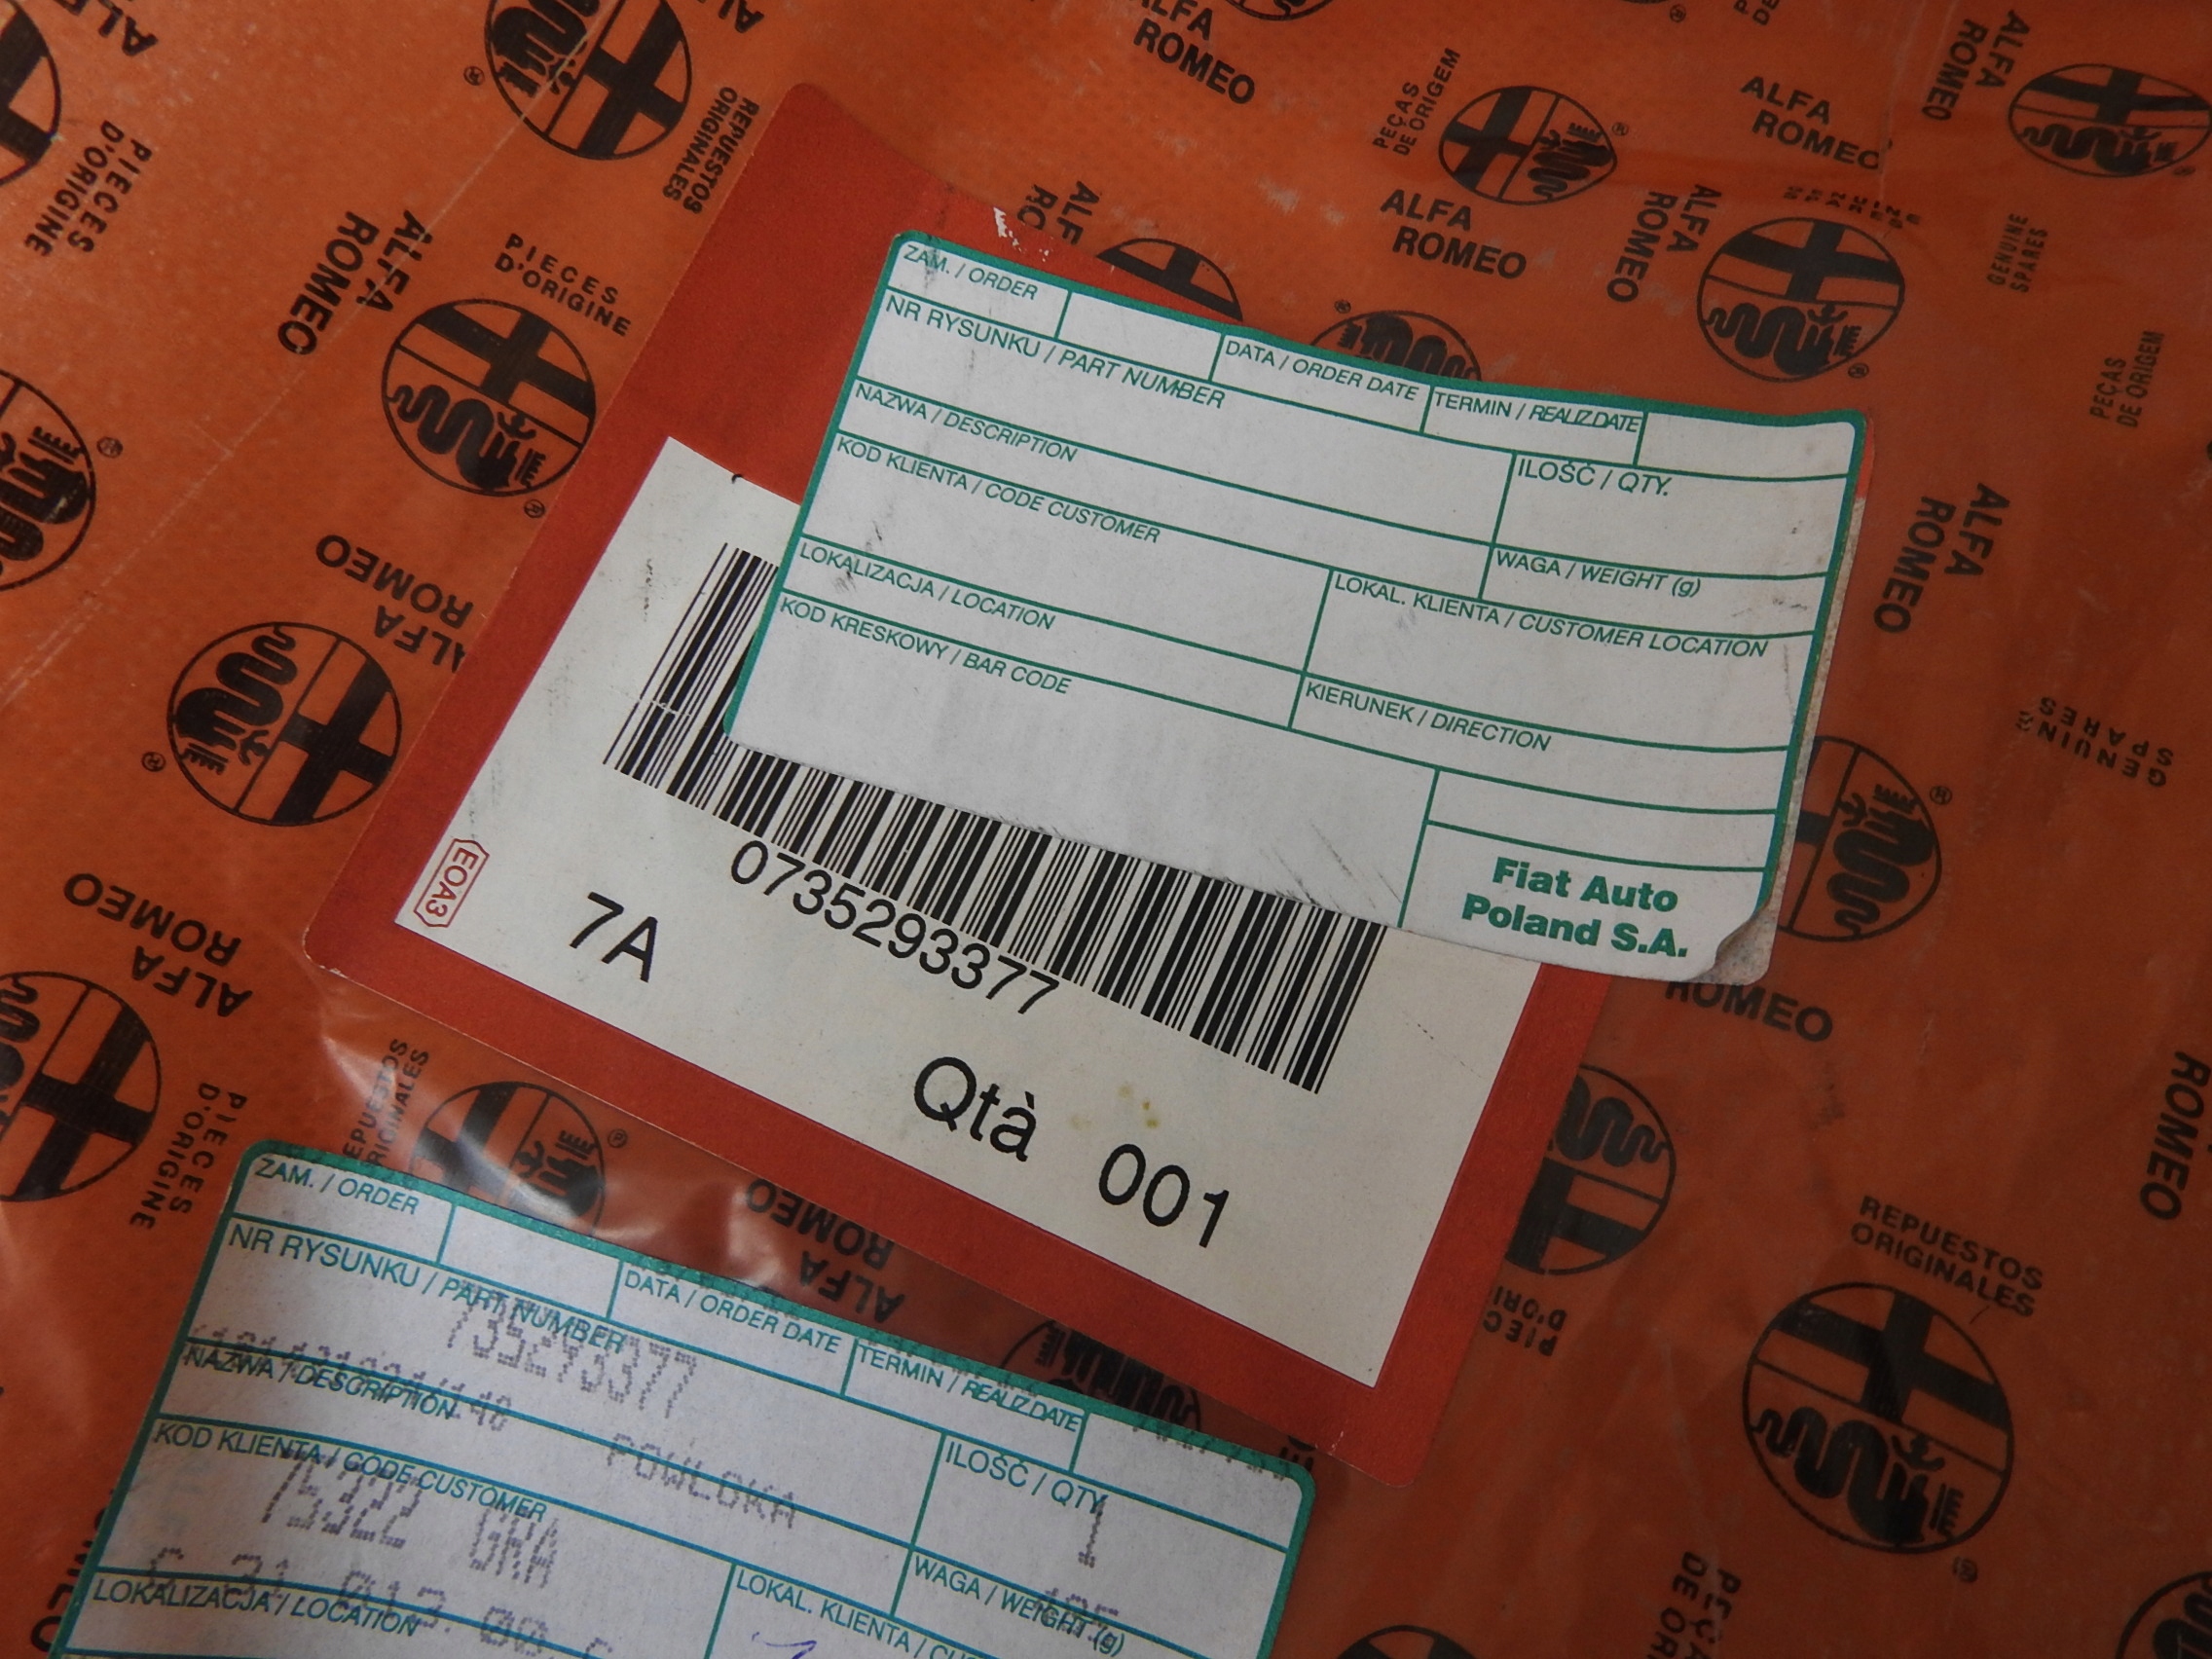 ZAM. / ORDER
DATA / ORDER DATE
TERMIN / REALIZ.DATE
NR RYSUNKU / PART NUMBER
ILOŚĆ / QTY.
NAZWA / DESCRIPTION
WAGA / WEIGHT (g)
KOD KLIENTA / CODE CUSTOMER
LOKALIZACJA / LOCATION
LOKAL. KLIENTA / CUSTOMER LOCATION
KOD KRESKOWY / BAR CODE
KIERUNEK / DIRECTION
Fiat Auto
Poland S.A.
EOA3
0735293377
7A
Qtà 001
ZAM. / ORDER
DATA / ORDER DATE
TERMIN / REALIZ.DATE
NR RYSUNKU / PART NUMBER
735293377
ILOŚĆ / QTY.
1
NAZWA / DESCRIPTION
POWŁOKA
WAGA / WEIGHT (g)
KOD KLIENTA / CODE CUSTOMER
75322 GHA
LOKALIZACJA / LOCATION
LOKAL. KLIENTA /
ALFA
ROMEO
PIECES
D'ORIGINE
REPUESTOS
ORIGINALES
PEÇAS
DE ORIGEM
GENUINE
SPARES